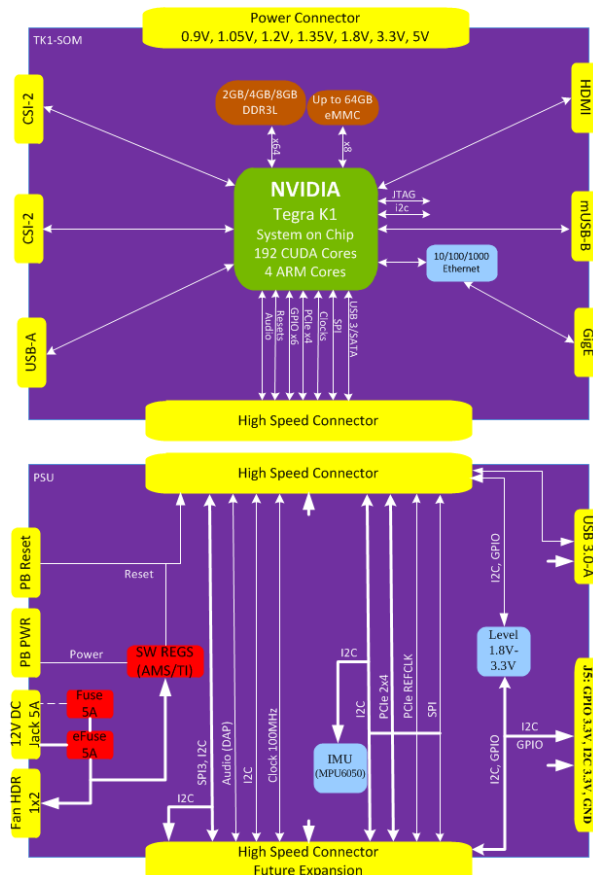 Power Connector
0.9V, 1.05V, 1.2V, 1.35V, 1.8V, 3.3V, 5V
TK1-SOM
CSI-2
2GB/4GB/8GB
DDR3L
Up to 64GB
eMMC
HDMI
x64
x8
NVIDIA
Tegra K1
System on Chip
192 CUDA Cores
4 ARM Cores
JTAG
i2c
CSI-2
mUSB-B
10/100/1000
Ethernet
USB-A
GigE
Audio
Resets
GPIO x6
PCIe x4
Clocks
SPI
USB 3/SATA
High Speed Connector
High Speed Connector
PSU
PB Reset
Reset
USB 3.0-A
I2C, GPIO
PB PWR
Power
SW REGS
(AMS/TI)
Level
1.8V-
3.3V
12V DC
Jack 5A
Fuse
5A
eFuse
5A
Fan HDR
1x2
SPI3, I2C
Audio (DAP)
I2C
Clock 100MHz
I2C
IMU
(MPU6050)
I2C
PCIE 2x4
PCIe REFCLK
SPI
I2C, GPIO
I2C
GPIO
J5: GPIO 3.3V, I2C 3.3V, GND
I2C
High Speed Connector
Future Expansion